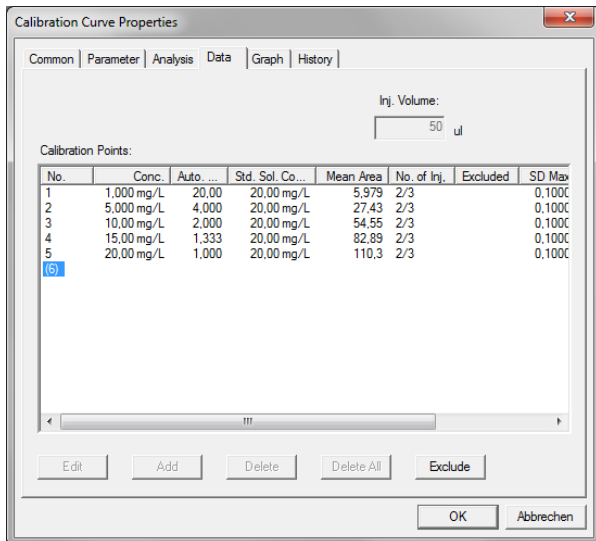 Calibration Curve Properties
Common Parameter Analysis Data Graph History
Inj. Volume:
50 ul
Calibration Points:
No. Conc. Auto. ... Std. Sol. Co... Mean Area No. of Inj. Excluded SD Max
1 1,000 mg/L 20,00 20,00 mg/L 5,979 2/3 0,1000
2 5,000 mg/L 4,000 20,00 mg/L 27,43 2/3 0,1000
3 10,00 mg/L 2,000 20,00 mg/L 54,55 2/3 0,1000
4 15,00 mg/L 1,333 20,00 mg/L 82,89 2/3 0,1000
5 20,00 mg/L 1,000 20,00 mg/L 110,3 2/3 0,1000
(6)
Edit Add Delete Delete All Exclude
OK Abbrechen